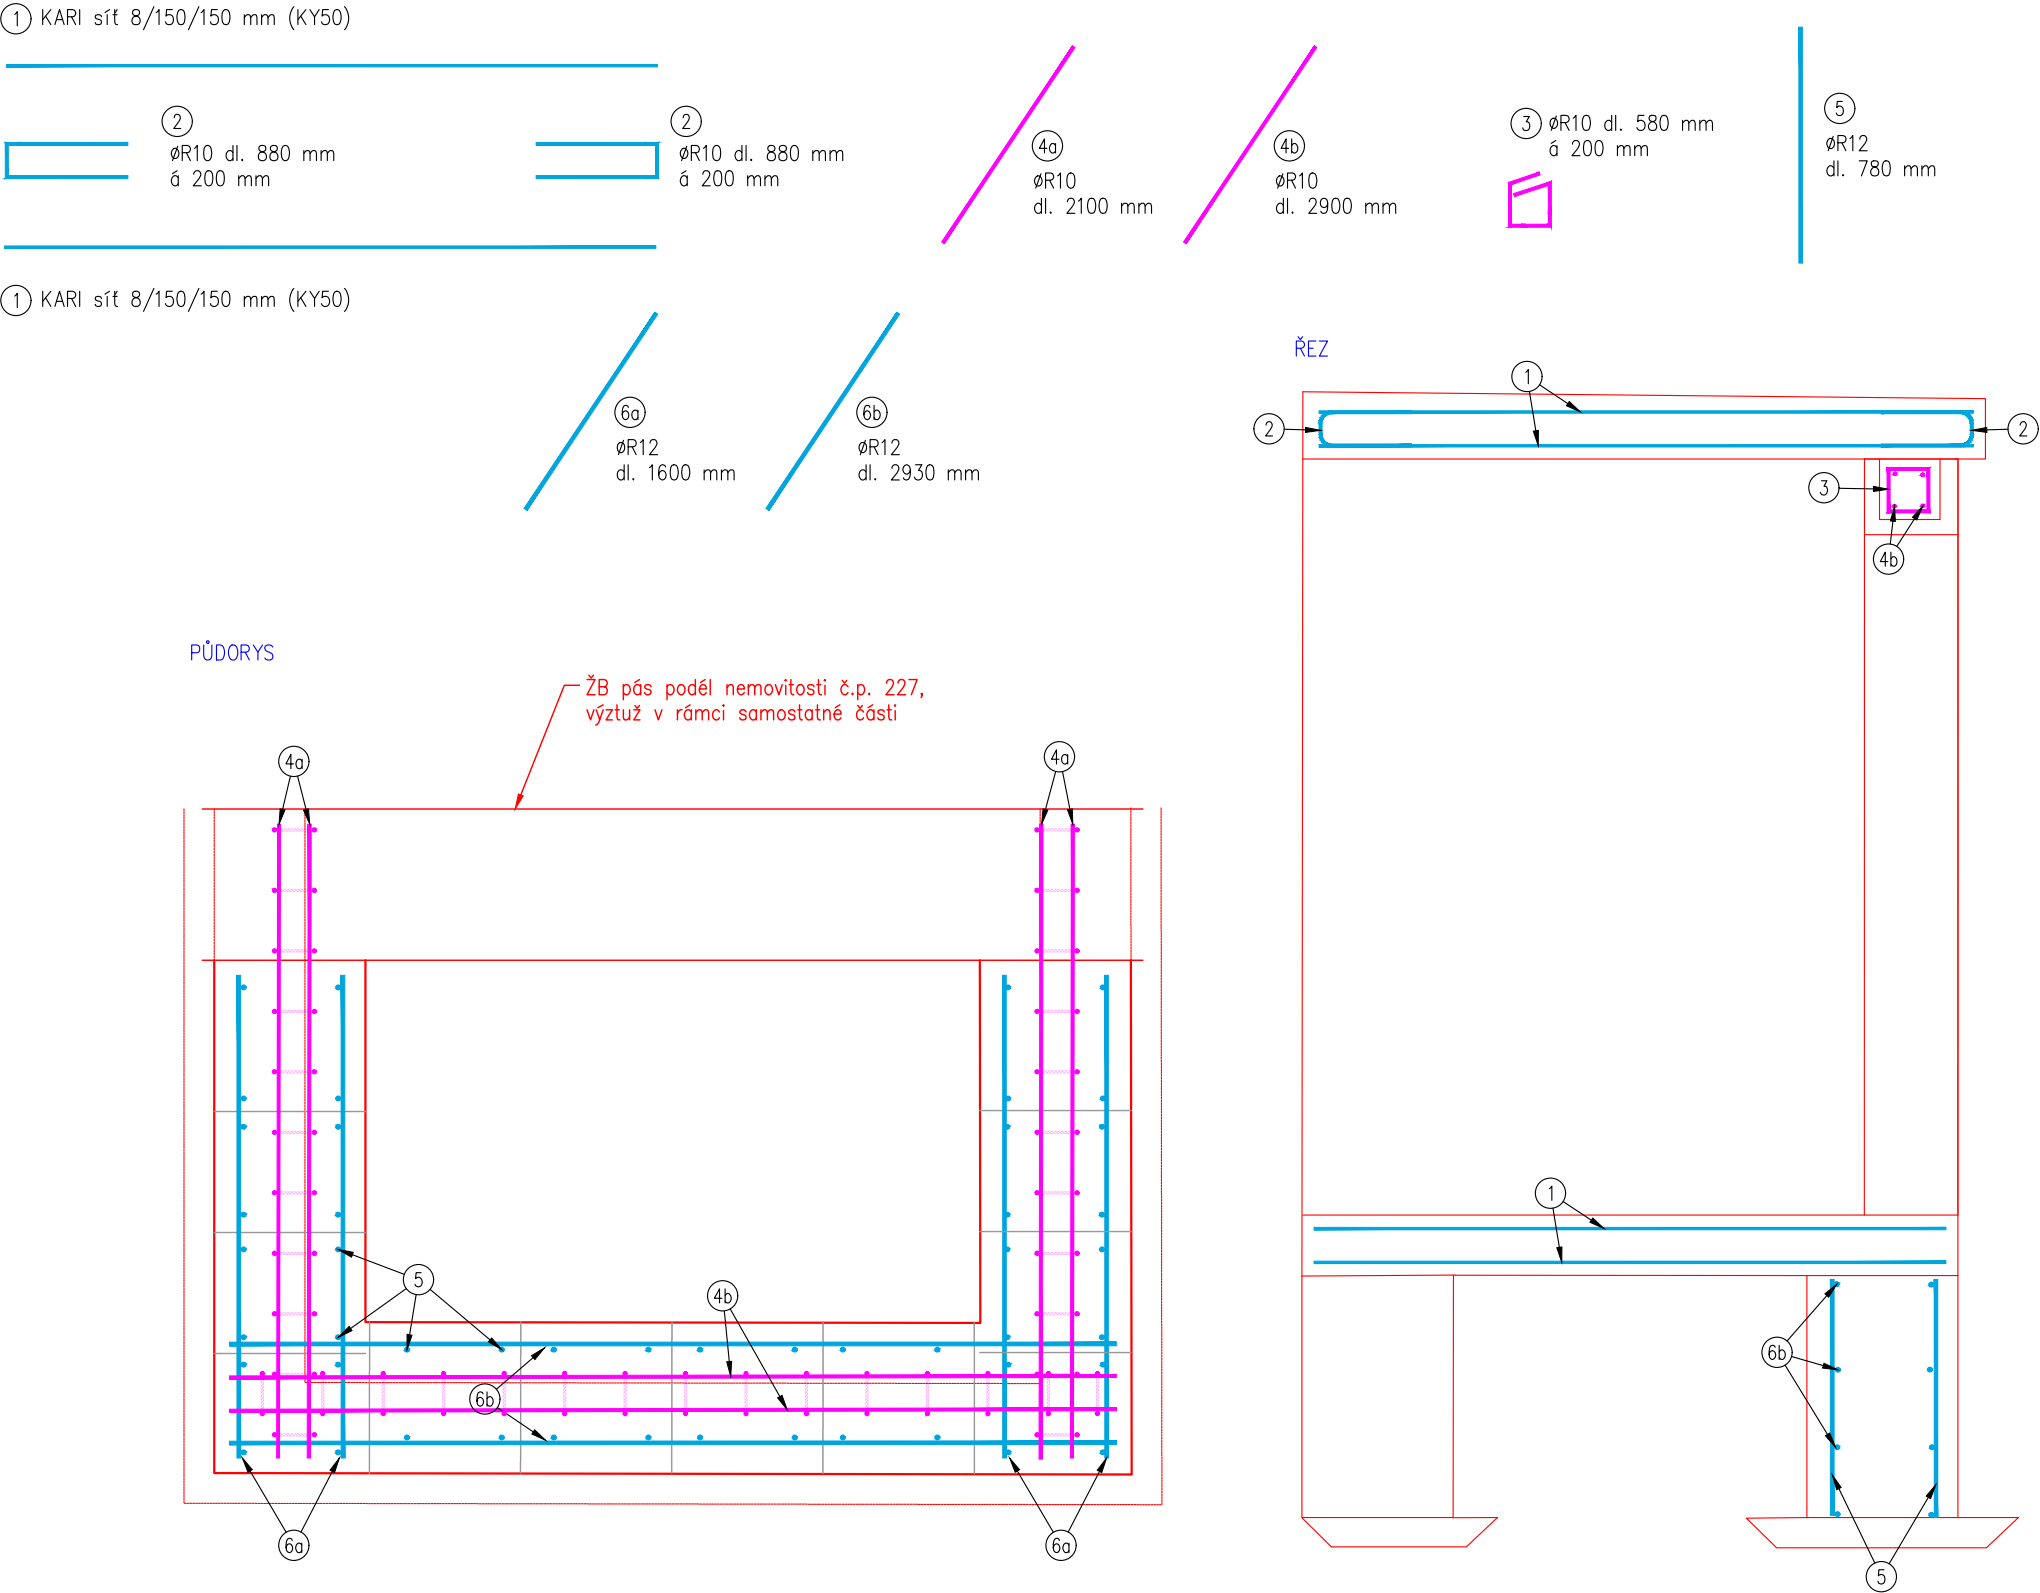 1 KARI síť 8/150/150 mm (KY50)
2
øR10 dl. 880 mm
á 200 mm
2
øR10 dl. 880 mm
á 200 mm
4a
øR10
dl. 2100 mm
4b
øR10
dl. 2900 mm
3 øR10 dl. 580 mm
á 200 mm
5
øR12
dl. 780 mm
1 KARI síť 8/150/150 mm (KY50)
6a
øR12
dl. 1600 mm
6b
øR12
dl. 2930 mm
ŘEZ
1
2
2
3
4b
1
6b
5
PŮDORYS
ŽB pás podél nemovitosti č.p. 227,
výztuž v rámci samostatné části
4a
4a
5
4b
6b
6a
6a